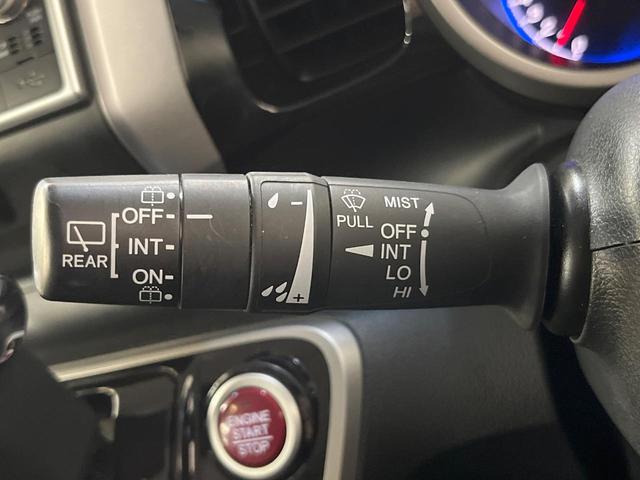 REAR
OFF
INT
ON
−
+
PULL
MIST
OFF
INT
LO
HI
ENGINE
START
STOP